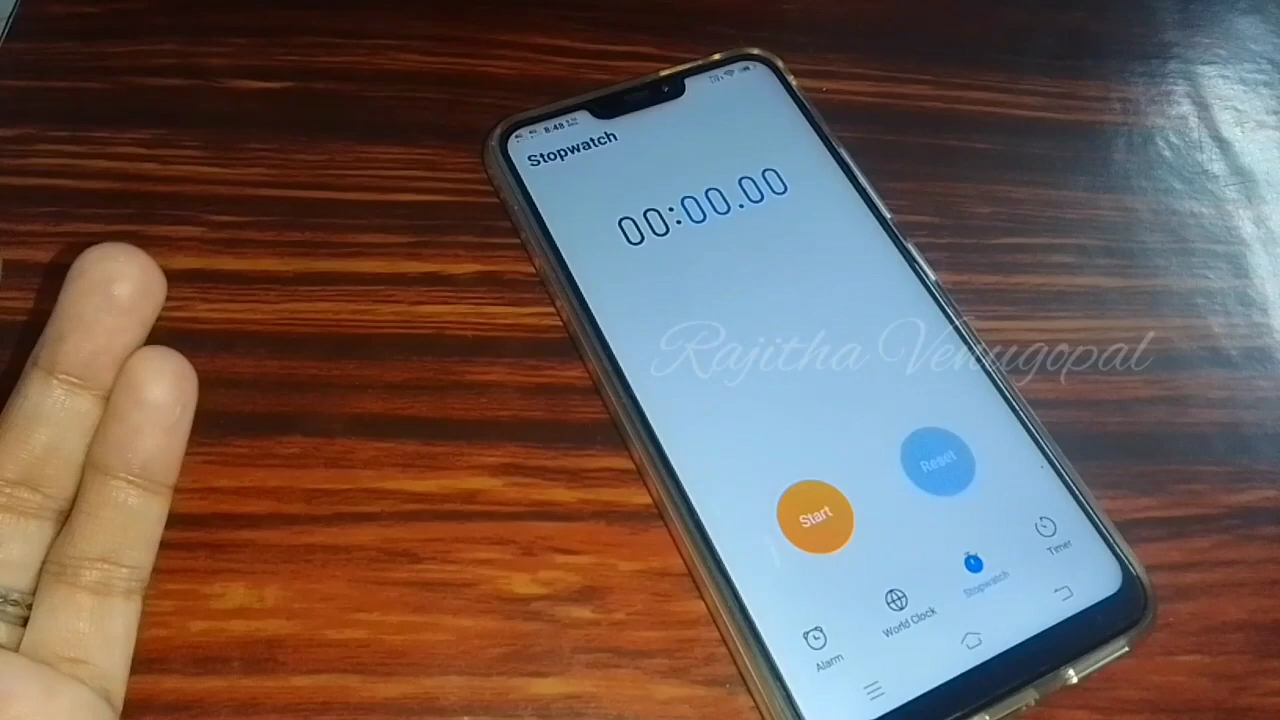 8:48
Stopwatch
00:00.00
Rajitha Venugopal
Reset
Start
Timer
Stopwatch
World Clock
Alarm